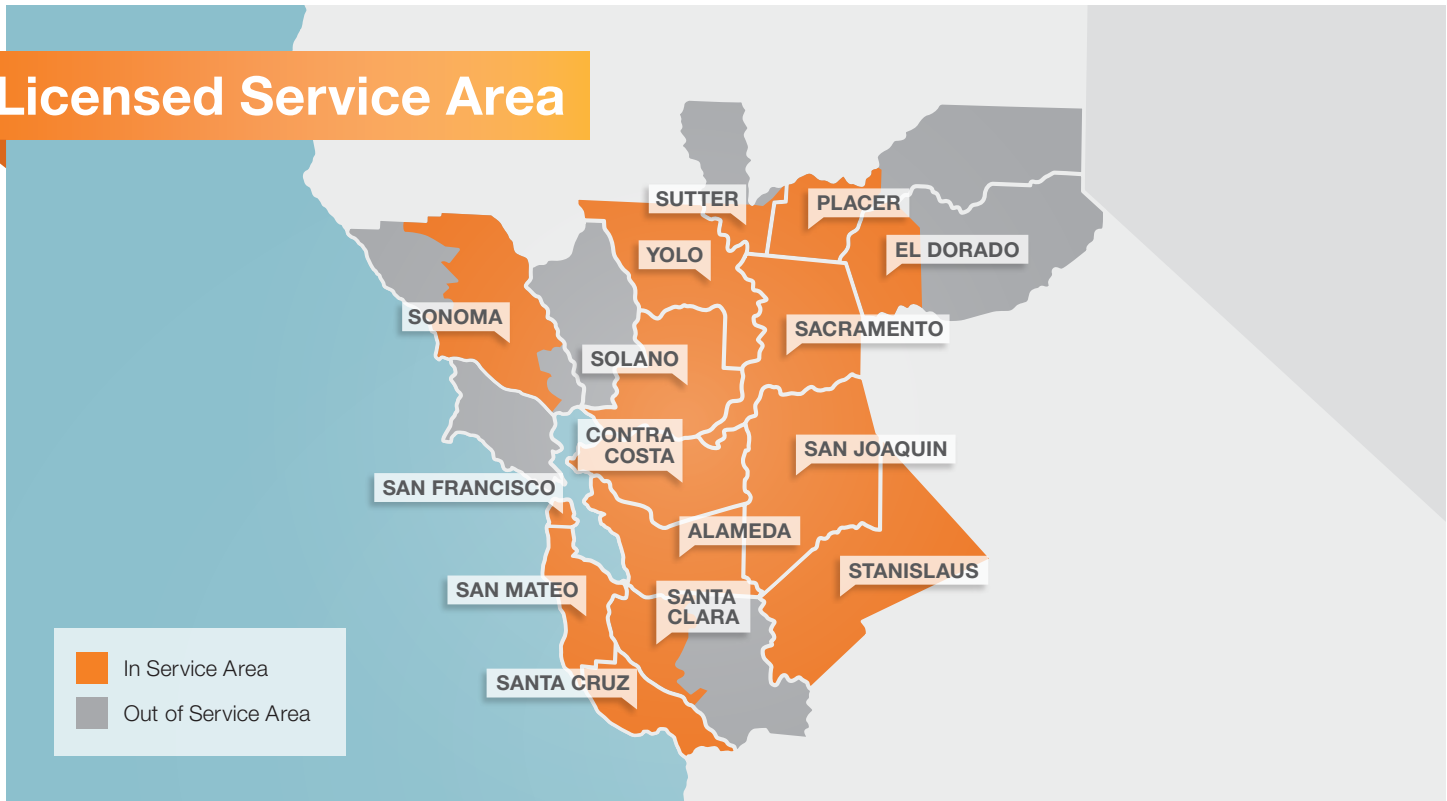 Licensed Service Area
SUTTER
PLACER
YOLO
EL DORADO
SONOMA
SACRAMENTO
SOLANO
CONTRA
COSTA
SAN JOAQUIN
SAN FRANCISCO
ALAMEDA
STANISLAUS
SAN MATEO
SANTA
CLARA
SANTA CRUZ
In Service Area
Out of Service Area